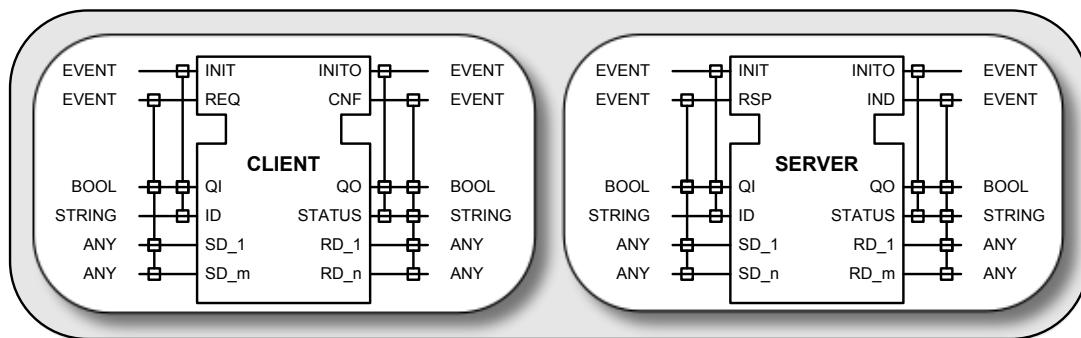 EVENT INIT INITO EVENT
EVENT REQ CNF EVENT
CLIENT
BOOL QI QO BOOL
STRING ID STATUS STRING
ANY SD_1 RD_1 ANY
ANY SD_m RD_n ANY
EVENT INIT INITO EVENT
EVENT RSP IND EVENT
SERVER
BOOL QI QO BOOL
STRING ID STATUS STRING
ANY SD_1 RD_1 ANY
ANY SD_n RD_m ANY